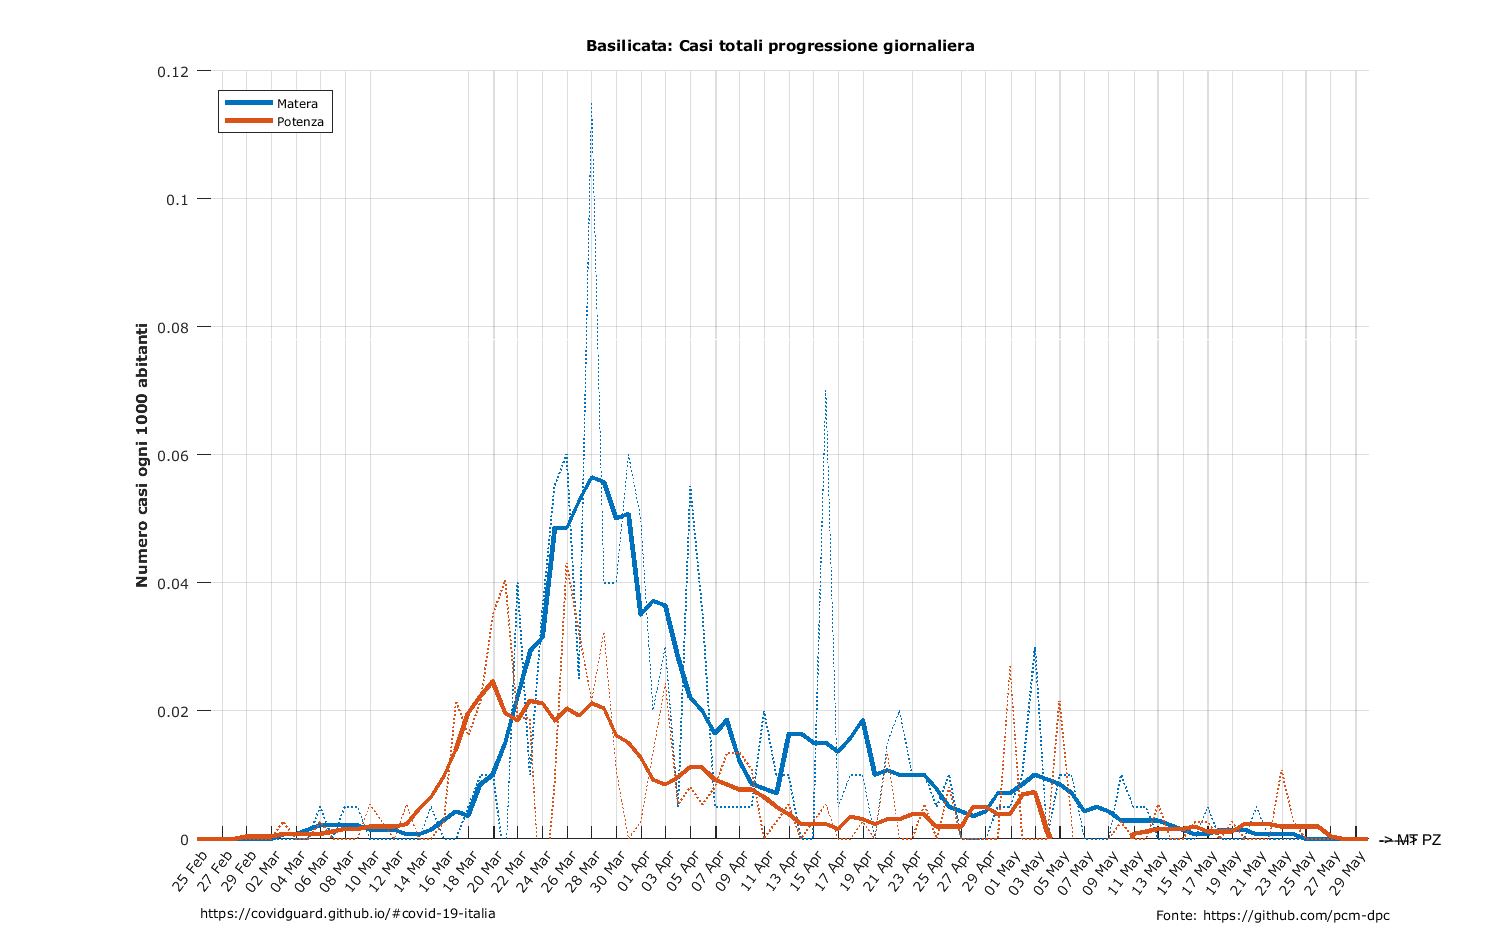 Basilicata: Casi totali progressione giornaliera
0.12
0.1
0.08
0.06
0.04
0.02
0
Numero casi ogni 1000 abitanti
Matera
Potenza
25 Feb
27 Feb
29 Feb
02 Mar
04 Mar
06 Mar
08 Mar
10 Mar
12 Mar
14 Mar
16 Mar
18 Mar
20 Mar
22 Mar
24 Mar
26 Mar
28 Mar
30 Mar
01 Apr
03 Apr
05 Apr
07 Apr
09 Apr
11 Apr
13 Apr
15 Apr
17 Apr
19 Apr
21 Apr
23 Apr
25 Apr
27 Apr
29 Apr
01 May
03 May
05 May
07 May
09 May
11 May
13 May
15 May
17 May
19 May
21 May
23 May
25 May
27 May
29 May
PZ
https://covidguard.github.io/#covid-19-italia
Fonte: https://github.com/pcm-dpc